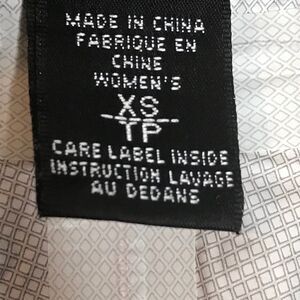 MADE IN CHINA
FABRIQUE EN
CHINE
WOMEN'S
XS
TP
CARE LABEL INSIDE
INSTRUCTION LAVAGE
AU DEDANS